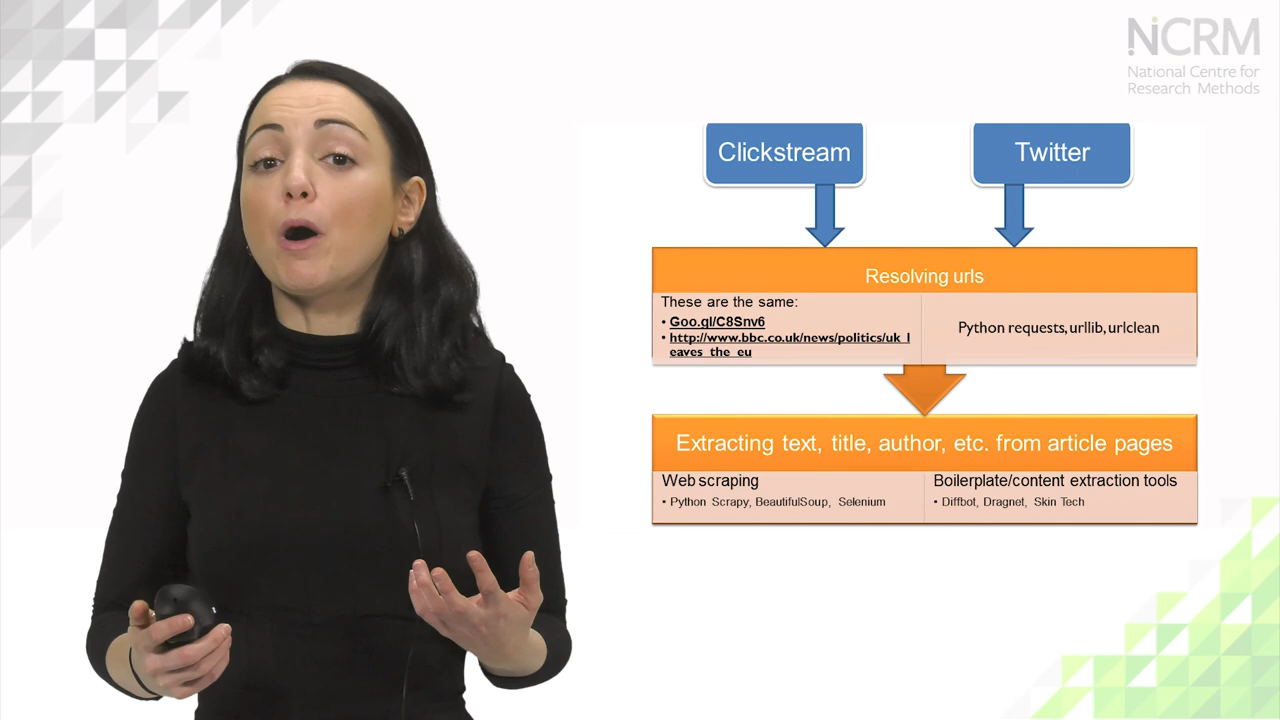 NCRM
National Centre for
Research Methods
Clickstream
Twitter
Resolving urls
These are the same:
• Goo.gl/C8Snv6
• http://www.bbc.co.uk/news/politics/uk_l
eaves_the_eu
Python requests, urllib, urlclean
Extracting text, title, author, etc. from article pages
Web scraping
• Python Scrapy, BeautifulSoup, Selenium
Boilerplate/content extraction tools
• Diffbot, Dragnet, Skin Tech